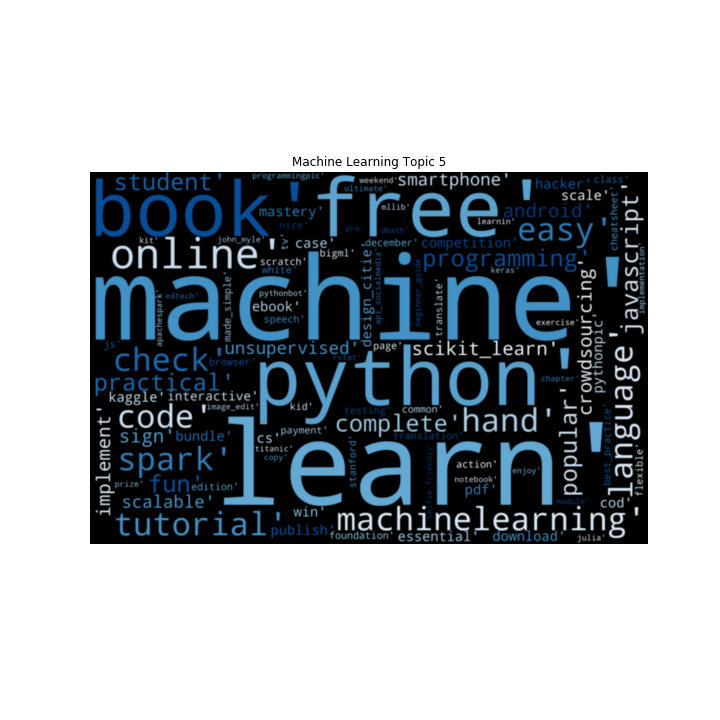 Machine Learning Topic 5
student'
programmingpic'
weekend'
smartphone'
hacker'
class'
book'
free'
ultimate'
scale'
mastery'
mllib'
learnin'
android'
easy'
nice'
pre'
death'
online'
kit'
john_myle'
tv'
case'
december'
competition'
programming'
cheatsheet'
javascript'
implementation'
scratch'
bigml'
white'
keras'
machine'
edtech'
pythonbot'
ebook'
speech'
made_simple'
apachespark'
design_citie'
api_socialmedia'
beginner_guide'
translate'
exercise'
crowdsourcing'
pythonpic'
js'
unsupervised'
page'
scikit_learn'
check'
browser'
rstat'
python'
chapter'
practical'
kaggle'
interactive'
image_edit'
kid'
testing'
common'
code'
complete'
hand'
popular'
language'
best_practice'
flexible'
implement'
sign'
bundle'
cs'
payment'
translation'
titanic'
copy'
stanford'
spark'
action'
enjoy'
notebook'
learn'
fun'
prize'
edition'
pdf'
module'
scalable'
win'
cod'
tutorial'
publish'
machinelearning'
foundation'
essential'
download'
julia'